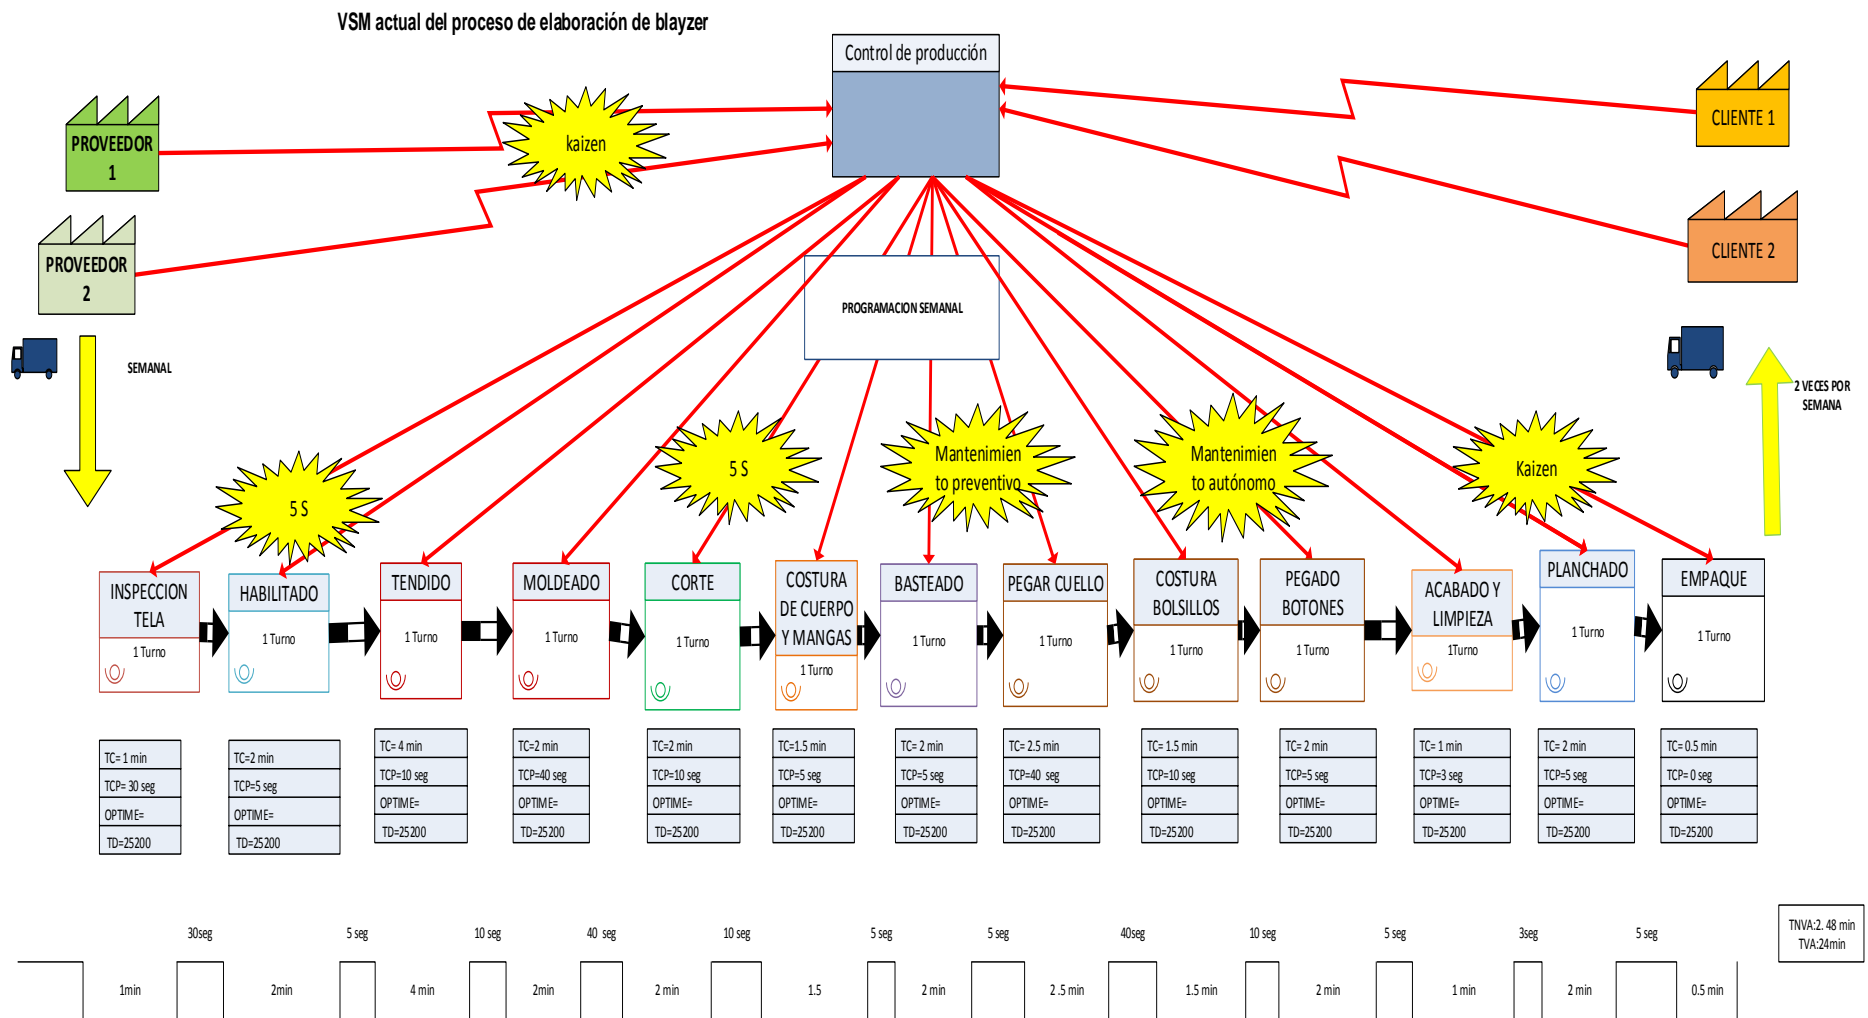 VSM actual del proceso de elaboración de blayzer
Control de producción
PROVEEDOR
1
kaizen
CLIENTE 1
PROVEEDOR
2
CLIENTE 2
PROGRAMACION SEMANAL
SEMANAL
2 VECES POR
SEMANA
5 S
5 S
Mantenimien
to preventivo
Mantenimien
to autónomo
Kaizen
INSPECCION
TELA
1 Turno
HABILITADO
1 Turno
TENDIDO
1 Turno
MOLDEADO
1 Turno
CORTE
1 Turno
COSTURA
DE CUERPO
Y MANGAS
1 Turno
BASTEADO
1 Turno
PEGAR CUELLO
1 Turno
COSTURA
BOLSILLOS
1 Turno
PEGADO
BOTONES
1 Turno
ACABADO Y
LIMPIEZA
1Turno
PLANCHADO
1 Turno
EMPAQUE
1 Turno
TC= 1 min
TCP= 30 seg
OPTIME=
TD=25200
TC=2 min
TCP=5 seg
OPTIME=
TD=25200
TC= 4 min
TCP=10 seg
OPTIME=
TD=25200
TC=2 min
TCP=40 seg
OPTIME=
TD=25200
TC=2 min
TCP=10 seg
OPTIME=
TD=25200
TC=1.5 min
TCP=5 seg
OPTIME=
TD=25200
TC= 2 min
TCP=5 seg
OPTIME=
TD=25200
TC= 2.5 min
TCP=40 seg
OPTIME=
TD=25200
TC= 1.5 min
TCP=10 seg
OPTIME=
TD=25200
TC= 2 min
TCP=5 seg
OPTIME=
TD=25200
TC= 1 min
TCP=3 seg
OPTIME=
TD=25200
TC= 2 min
TCP=5 seg
OPTIME=
TD=25200
TC= 0.5 min
TCP= 0 seg
OPTIME=
TD=25200
30seg
5 seg
10 seg
40 seg
10 seg
5 seg
5 seg
40seg
10 seg
5 seg
3seg
5 seg
TNVA:2. 48 min
TVA:24min
1min
2min
4 min
2min
2 min
1.5
2 min
2 .5 min
1.5 min
2 min
1 min
2 min
0.5 min